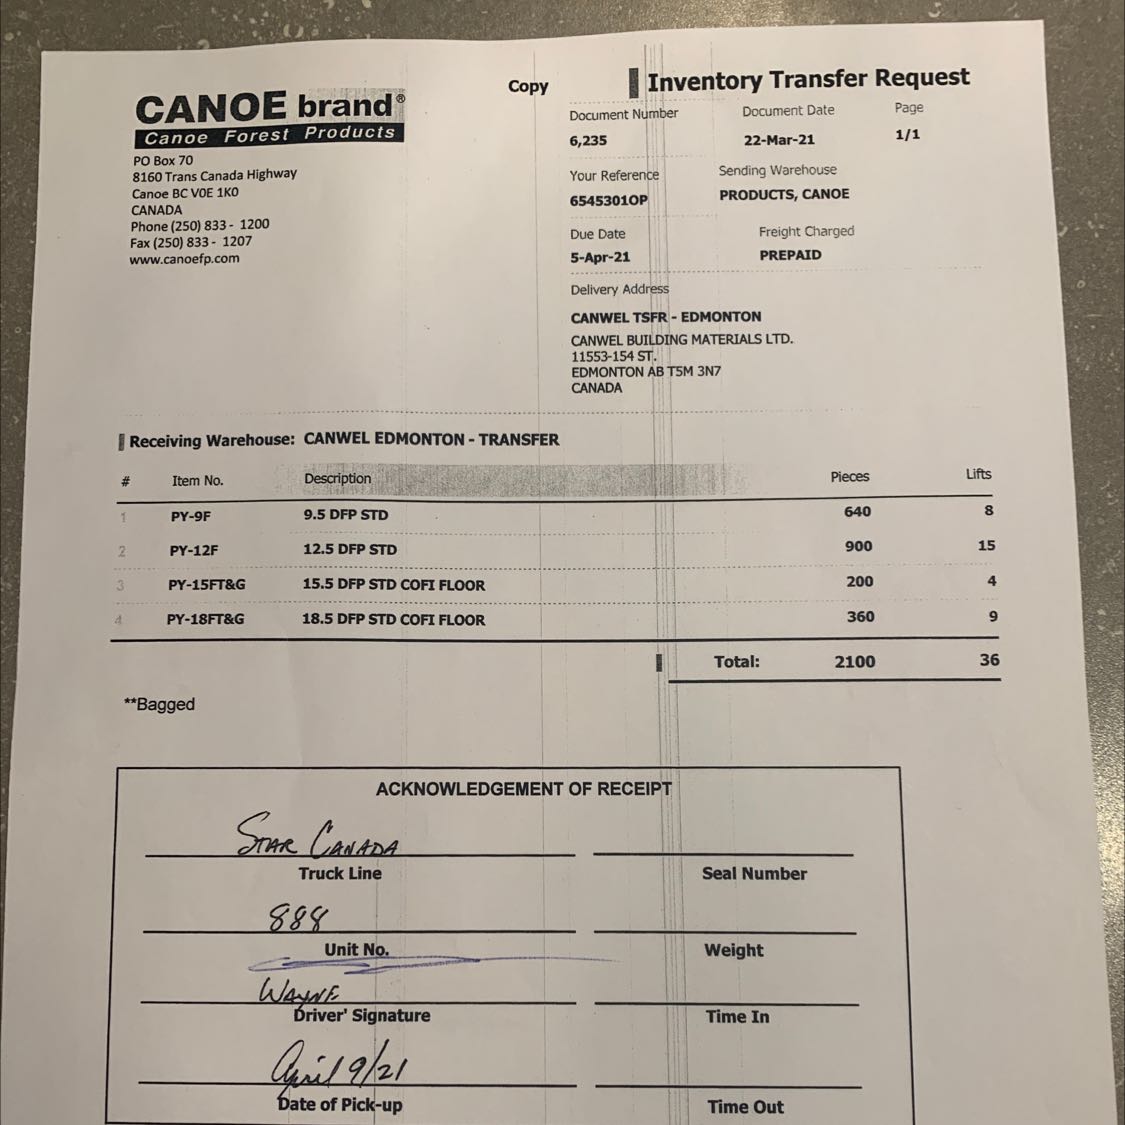 Copy
Inventory Transfer Request
CANOE brand®
Canoe Forest Products
PO Box 70
8160 Trans Canada Highway
Canoe BC V0E 1K0
CANADA
Phone (250) 833 - 1200
Fax (250) 833 - 1207
www.canoefp.com
Document Number Document Date Page
6,235 22-Mar-21 1/1
Your Reference Sending Warehouse
6545301OP PRODUCTS, CANOE
Due Date Freight Charged
5-Apr-21 PREPAID
Delivery Address
CANWEL TSFR - EDMONTON
CANWEL BUILDING MATERIALS LTD.
11553-154 ST.
EDMONTON AB T5M 3N7
CANADA
Receiving Warehouse: CANWEL EDMONTON - TRANSFER
# Item No. Description Pieces Lifts
1 PY-9F 9.5 DFP STD 640 8
2 PY-12F 12.5 DFP STD 900 15
3 PY-15FT&G 15.5 DFP STD COFI FLOOR 200 4
4 PY-18FT&G 18.5 DFP STD COFI FLOOR 360 9
Total: 2100 36
**Bagged
ACKNOWLEDGEMENT OF RECEIPT
STAR CANADA
Truck Line Seal Number
888
Unit No. Weight
WAYNE
Driver' Signature Time In
April 9/21
Date of Pick-up Time Out